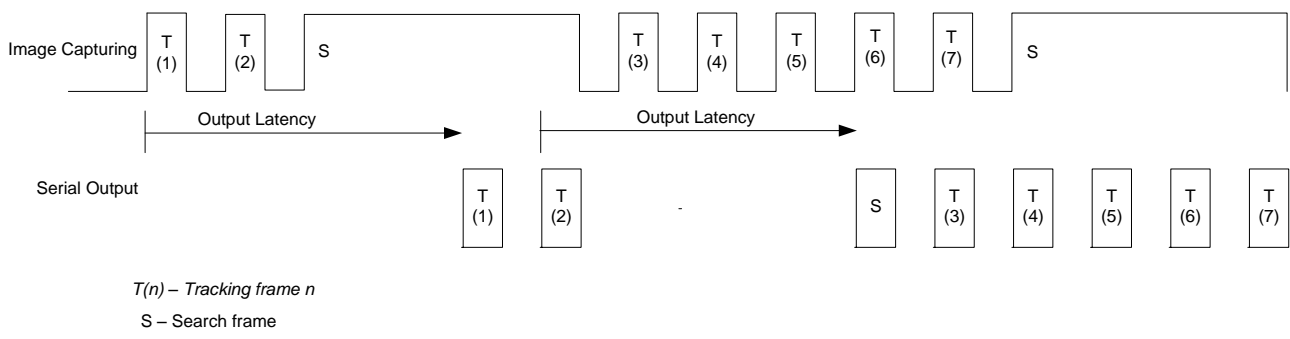 Image Capturing
T
(1)
T
(2)
S
T
(3)
T
(4)
T
(5)
T
(6)
T
(7)
S
Output Latency
Output Latency
Serial Output
T
(1)
T
(2)
-
S
T
(3)
T
(4)
T
(5)
T
(6)
T
(7)
T(n) – Tracking frame n
S – Search frame